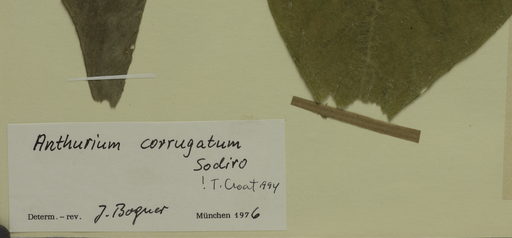 Anthurium corrugatum
Sodiro
! T. Croat 1994
Determ. – rev. J. Bogner München 1976